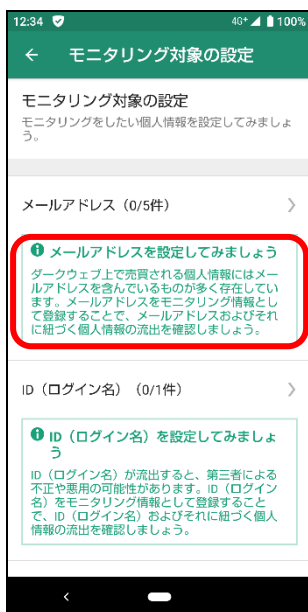 12:34 4G+ 100%
← モニタリング対象の設定
モニタリング対象の設定
モニタリングをしたい個人情報を設定してみましょ
う。
メールアドレス（0/5件）
メールアドレスを設定してみましょう
ダークウェブ上で売買される個人情報にはメー
ルアドレスを含んでいるものが多く存在してい
ます。メールアドレスをモニタリング情報とし
て登録することで、メールアドレスおよびそれ
に紐づく個人情報の流出を確認しましょう。
ID（ログイン名）（0/1件）
ID（ログイン名）を設定してみましょ
う
ID（ログイン名）が流出すると、第三者による
不正や悪用の可能性があります。ID（ログイン
名）をモニタリング情報として登録すること
で、ID（ログイン名）およびそれに紐づく個人
情報の流出を確認しましょう。